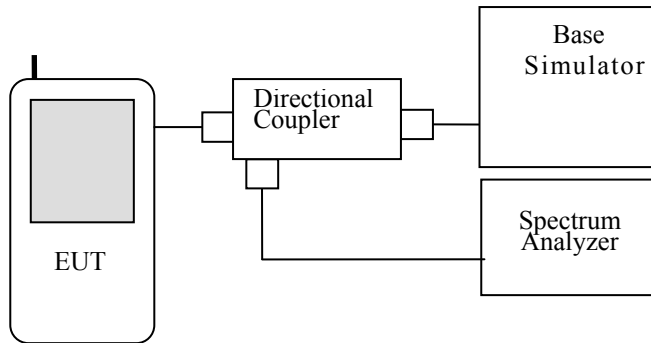 Base
Simulator
Directional
Coupler
Spectrum
Analyzer
EUT